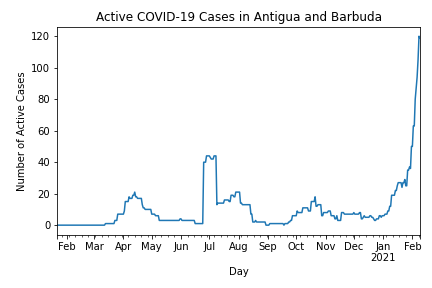 Active COVID-19 Cases in Antigua and Barbuda
Number of Active Cases
120
100
80
60
40
20
0
Feb Mar Apr May Jun Jul Aug Sep Oct Nov Dec Jan Feb
2021
Day